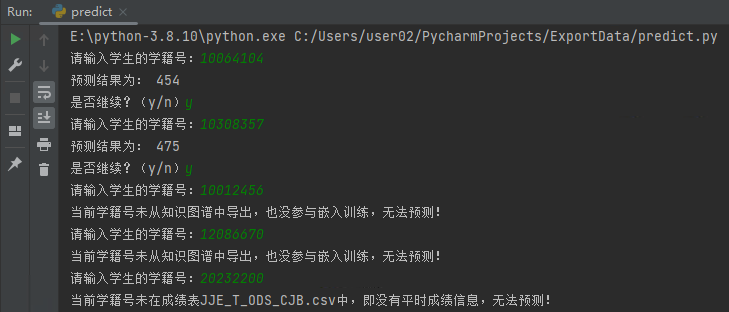 Run: predict
E:\python-3.8.10\python.exe C:/Users/user02/PycharmProjects/ExportData/predict.py
请输入学生的学籍号：10064104
预测结果为： 454
是否继续？（y/n）y
请输入学生的学籍号：10308357
预测结果为： 475
是否继续？（y/n）y
请输入学生的学籍号：10012456
当前学籍号未从知识图谱中导出，也没参与嵌入训练，无法预测！
请输入学生的学籍号：12086670
当前学籍号未从知识图谱中导出，也没参与嵌入训练，无法预测！
请输入学生的学籍号：20232200
当前学籍号未在成绩表JJE_T_ODS_CJB.csv中，即没有平时成绩信息，无法预测！